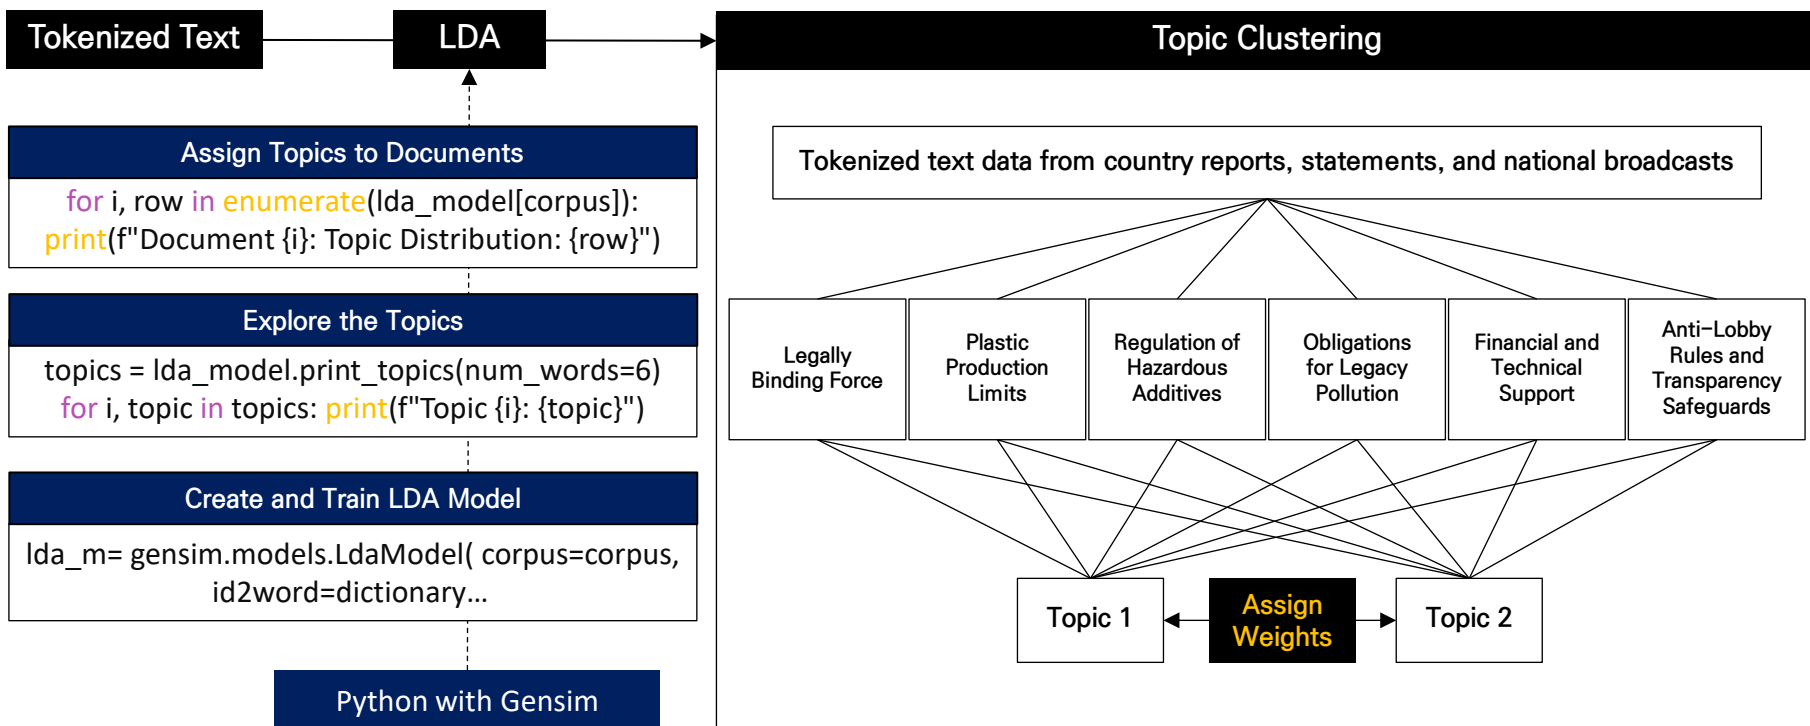 Tokenized Text
LDA
Topic Clustering
Assign Topics to Documents
for i, row in enumerate(lda_model[corpus]):
print(f"Document {i}: Topic Distribution: {row}")
Explore the Topics
topics = lda_model.print_topics(num_words=6)
for i, topic in topics: print(f"Topic {i}: {topic}")
Create and Train LDA Model
lda_m= gensim.models.LdaModel( corpus=corpus,
id2word=dictionary...
Python with Gensim
Tokenized text data from country reports, statements, and national broadcasts
Legally
Binding Force
Plastic
Production
Limits
Regulation of
Hazardous
Additives
Obligations
for Legacy
Pollution
Financial and
Technical
Support
Anti-Lobby
Rules and
Transparency
Safeguards
Topic 1
Assign
Weights
Topic 2